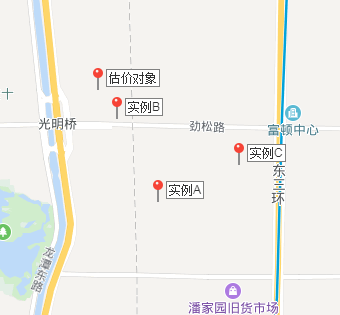 估价对象
实例B
光明桥
劲松路
富顿中心
实例C
东三环
实例A
龙潭东路
潘家园旧货市场